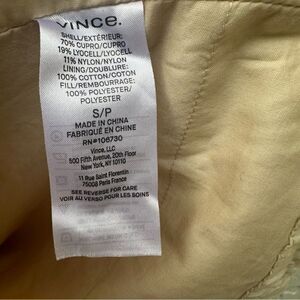 VINCE.
SHELL/EXTÉRIEUR:
70% CUPRO/CUPRO
19% LYOCELL/LYOCELL
11% NYLON/NYLON
LINING/DOUBLURE:
100% COTTON/COTON
FILL/REMBOURRAGE:
100% POLYESTER/
POLYESTER
S/P
MADE IN CHINA
FABRIQUÉ EN CHINE
RN#106730
Vince, LLC
500 Fifth Avenue, 20th Floor
New York, NY 10110
11 Rue Saint Florentin
75008 Paris France
SEE REVERSE FOR CARE
VOIR AU VERSO POUR LES SOINS